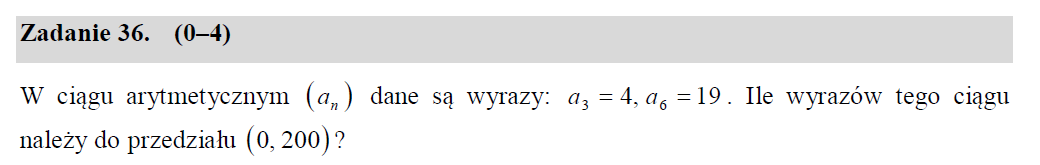 Zadanie 36. (0–4)
W ciągu arytmetycznym (aₙ) dane są wyrazy: a₃ = 4, a₆ = 19. Ile wyrazów tego ciągu
należy do przedziału (0, 200)?